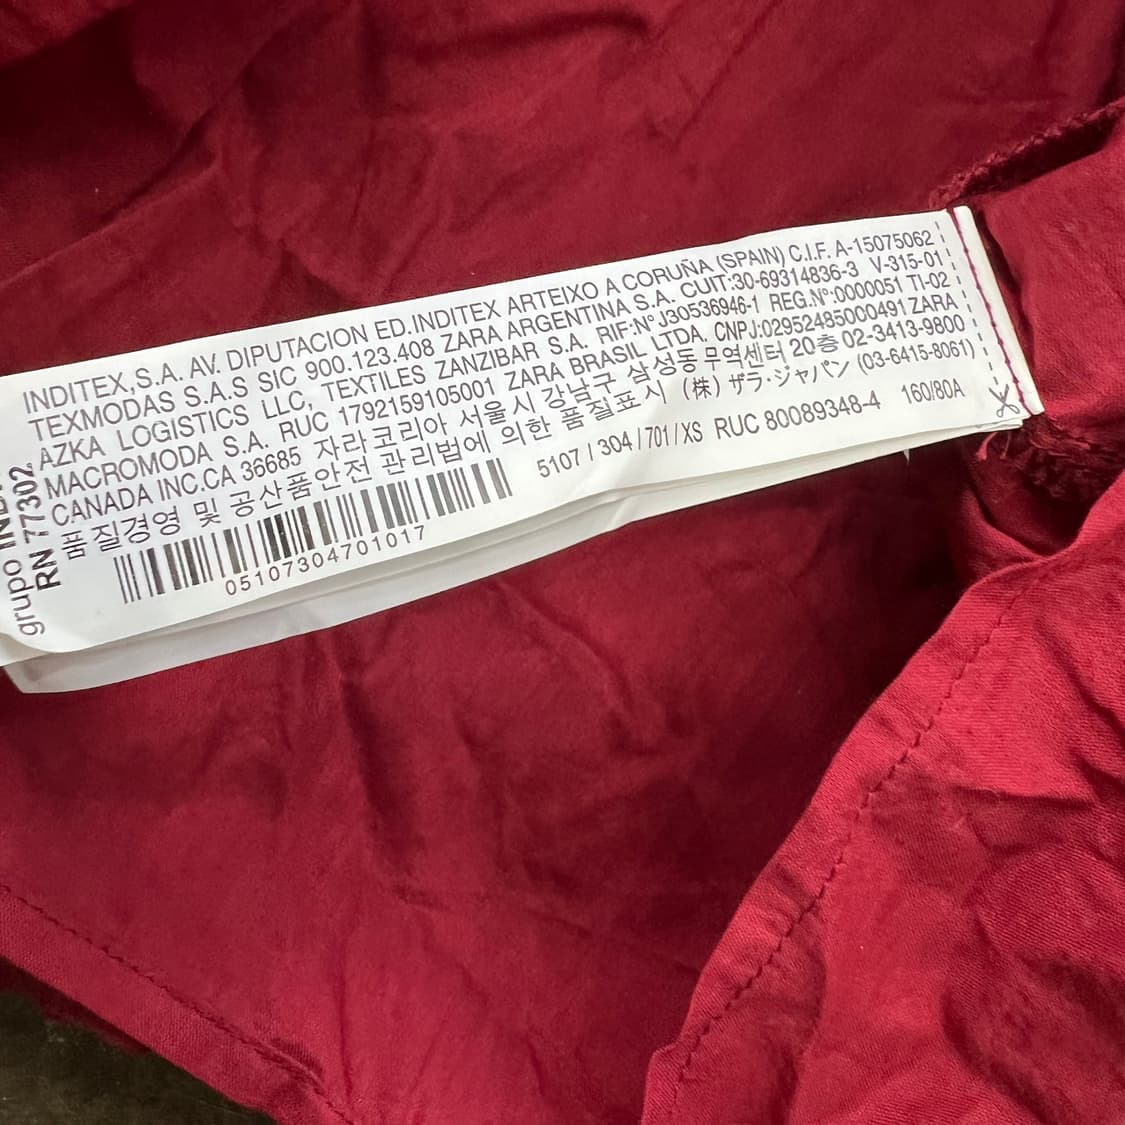 INDITEX,S.A. AV. DIPUTACION ED.INDITEX ARTEIXO A CORUÑA (SPAIN) C.I.F. A-15075062
TEXMODAS S.A.S SIC 900.123.408 ZARA ARGENTINA S.A. CUIT:30-69314836-3 V-315-01
AZKA LOGISTICS LLC, TEXTILES ZANZIBAR S.A. RIF:Nº J30536946-1 REG.Nº:0000051 TI-02
MACROMODA S.A. RUC 1792159105001 ZARA BRASIL LTDA. CNPJ:02952485000491 ZARA
CANADA INC.CA 36685 자라코리아 서울시 강남구 삼성동 무역센터 20층 02-3413-9800
품질경영 및 공산품안전 관리법에 의한 품질표시 (株) ザラ·ジャパン (03-6415-8061)
5107 / 304 / 701 / XS RUC 80089348-4 160/80A
05107304701017
grupo
RN 77302